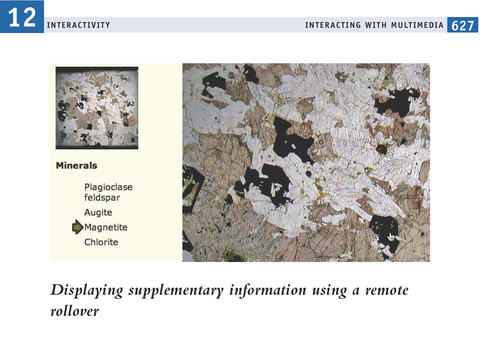 12
INTERACTIVITY
INTERACTING WITH MULTIMEDIA
627
Minerals
Plagioclase
feldspar
Augite
Magnetite
Chlorite
Displaying supplementary information using a remote
rollover